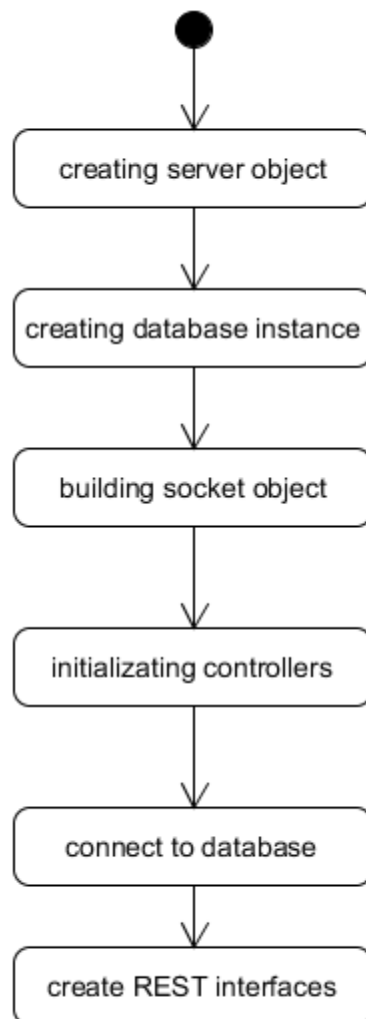 creating server object
creating database instance
building socket object
initializating controllers
connect to database
create REST interfaces